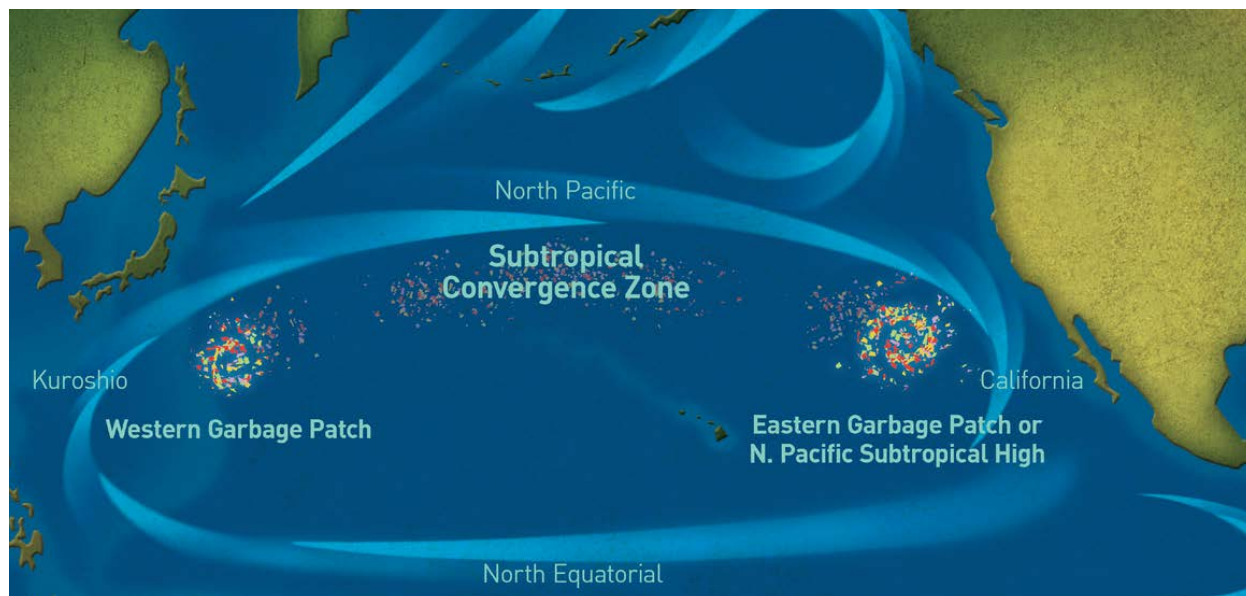 North Pacific
Subtropical
Convergence Zone
Kuroshio
California
Western Garbage Patch
Eastern Garbage Patch or
N. Pacific Subtropical High
North Equatorial